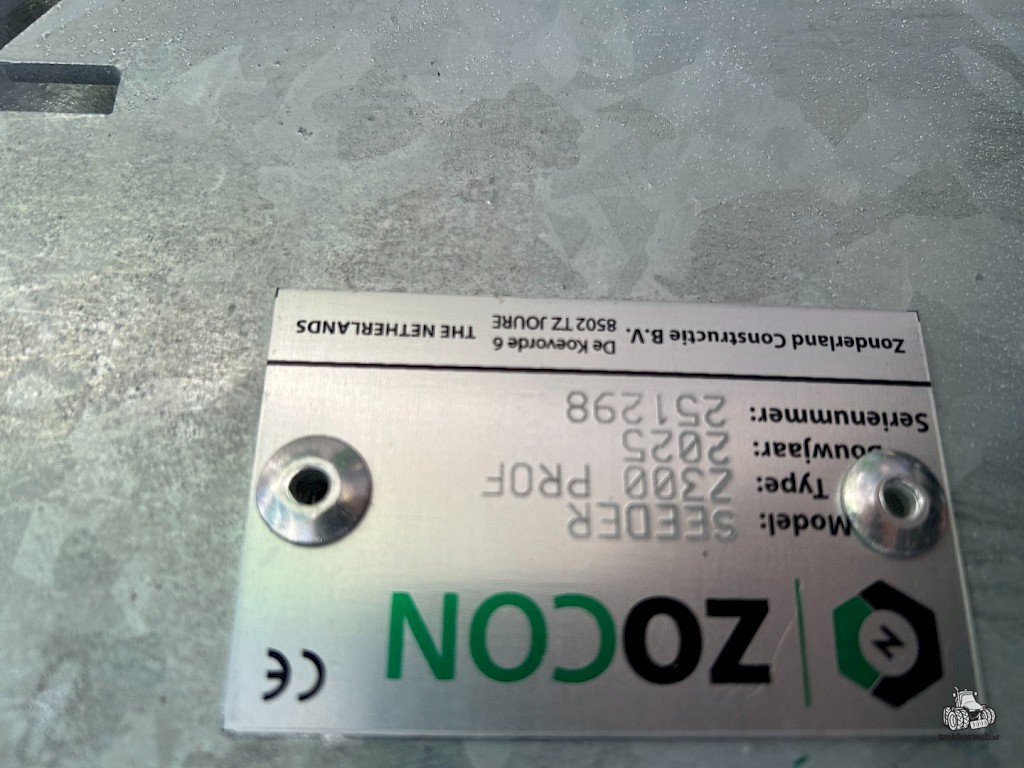 ZOCON
CE
Model: SEEDER
Type: 2300 PROF
Bouwjaar: 2025
Serienummer: 251298
Zonderland Constructie B.V. De Koevorde 6 THE NETHERLANDS
8502 TZ JOURE